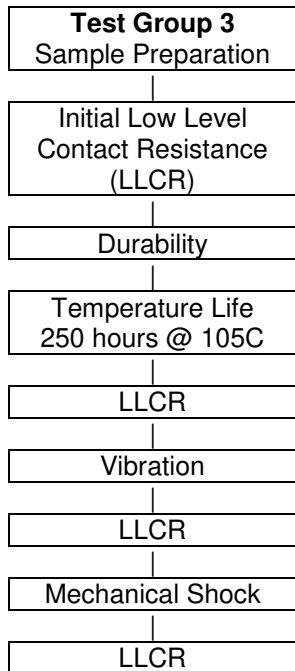 Test Group 3
Sample Preparation
Initial Low Level
Contact Resistance
(LLCR)
Durability
Temperature Life
250 hours @ 105C
LLCR
Vibration
LLCR
Mechanical Shock
LLCR